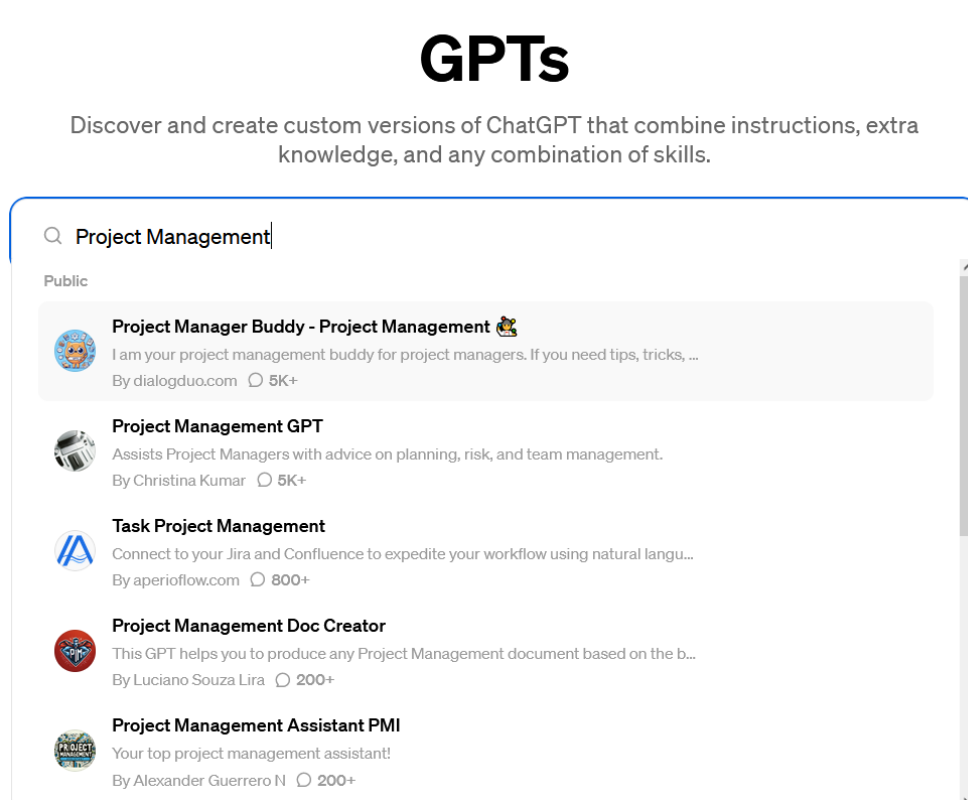 GPTs
Discover and create custom versions of ChatGPT that combine instructions, extra
knowledge, and any combination of skills.
Project Management
Public
Project Manager Buddy - Project Management
I am your project management buddy for project managers. If you need tips, tricks, ...
By dialogduo.com 5K+
Project Management GPT
Assists Project Managers with advice on planning, risk, and team management.
By Christina Kumar 5K+
Task Project Management
Connect to your Jira and Confluence to expedite your workflow using natural langu...
By aperioflow.com 800+
Project Management Doc Creator
This GPT helps you to produce any Project Management document based on the b...
By Luciano Souza Lira 200+
Project Management Assistant PMI
PROJECT
MANAGEMENT
Your top project management assistant!
By Alexander Guerrero N 200+